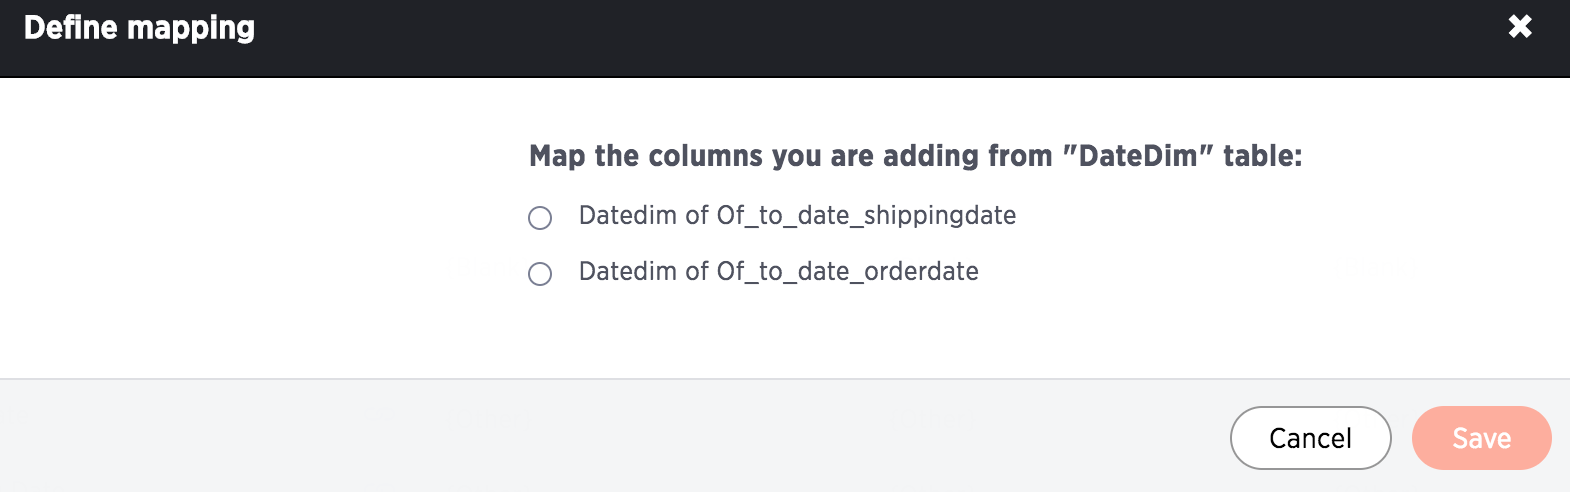 Define mapping
Map the columns you are adding from "DateDim" table:
Datedim of Of_to_date_shippingdate
Datedim of Of_to_date_orderdate
Cancel
Save